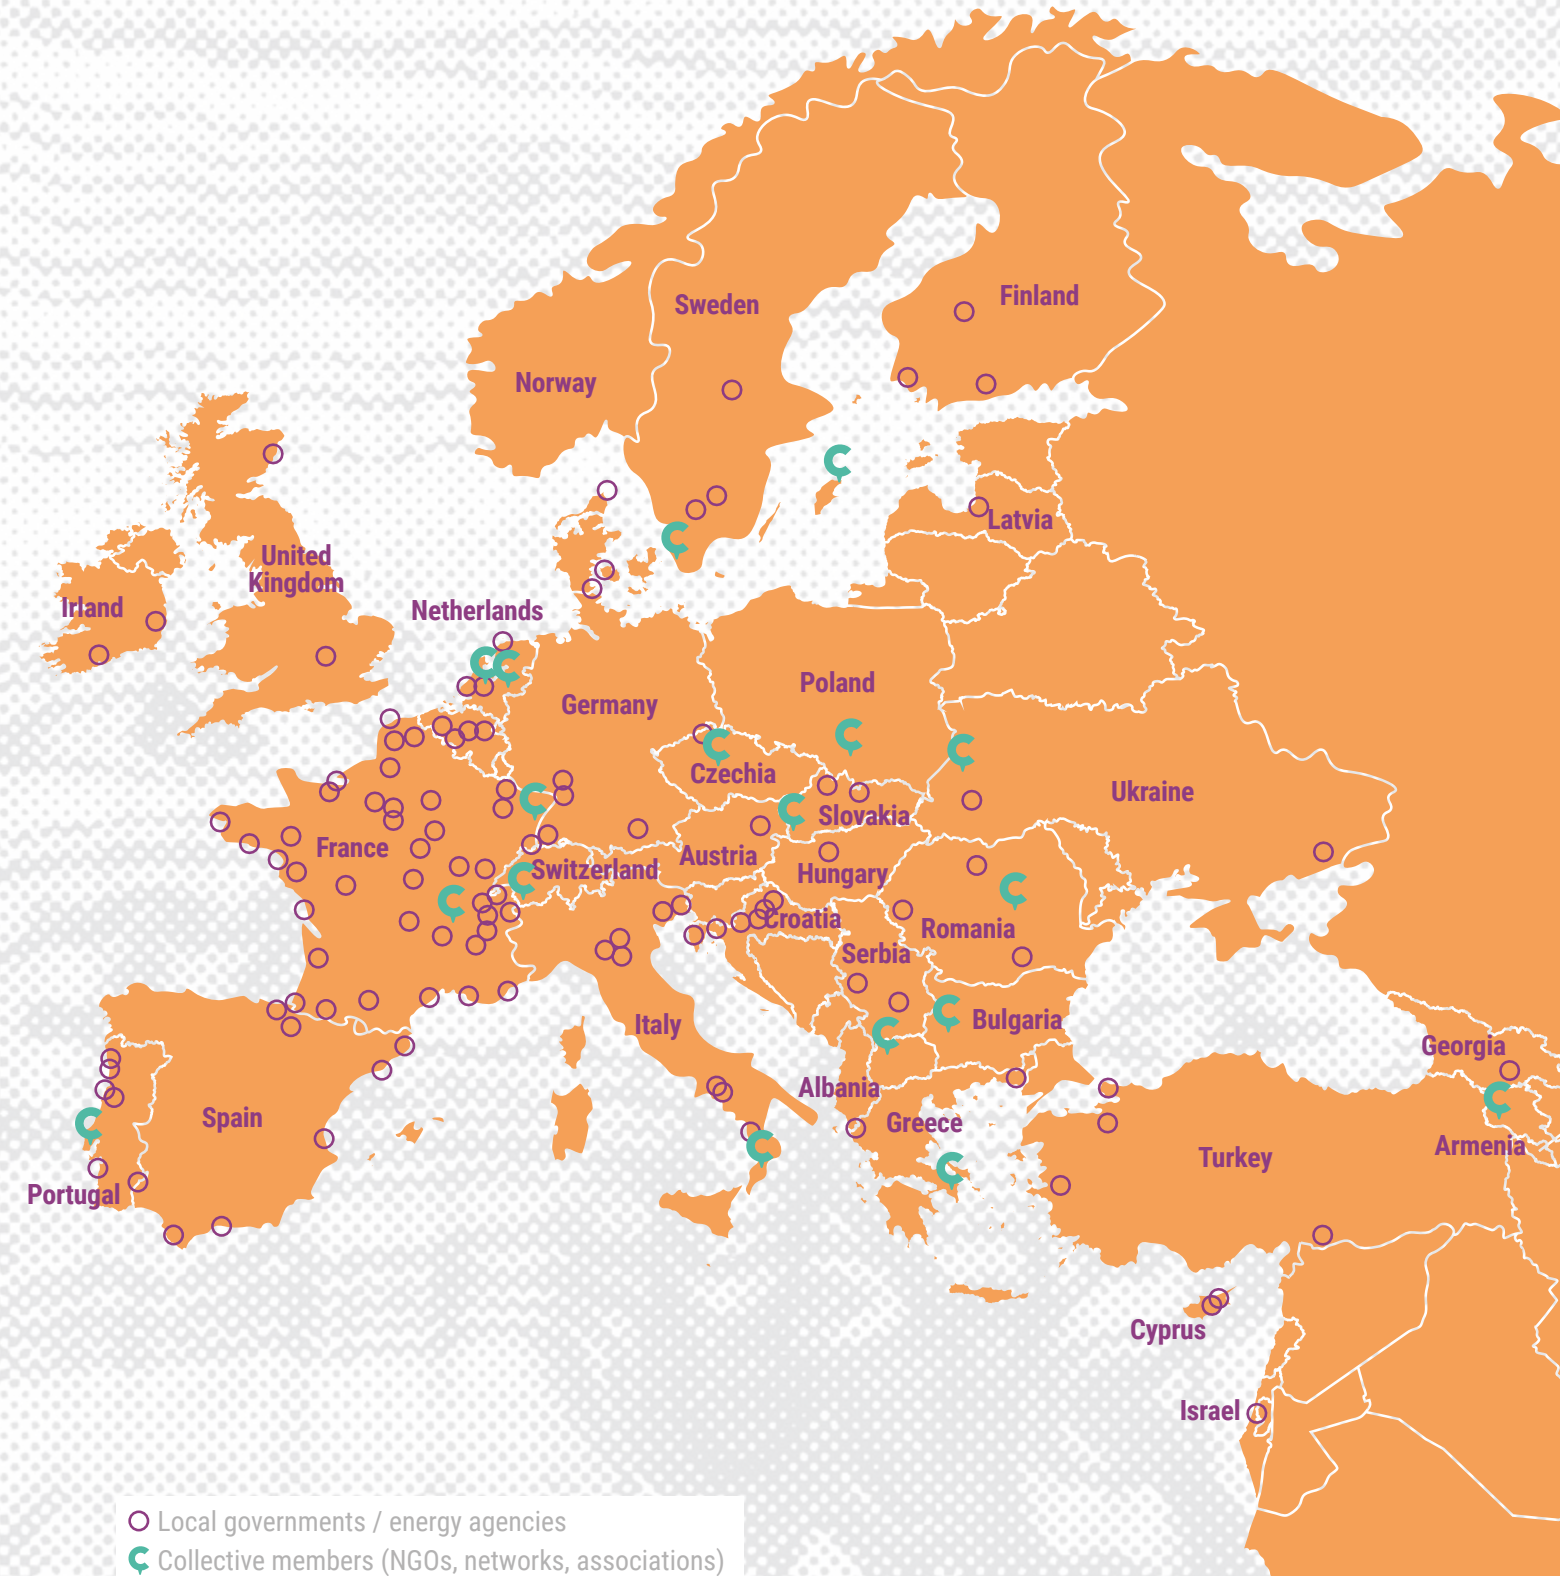 Sweden
Finland
Norway
Latvia
United
Kingdom
Irland
Netherlands
Poland
Germany
Czechia
Ukraine
Slovakia
France
Austria
Switzerland
Hungary
Croatia
Romania
Serbia
Bulgaria
Italy
Georgia
Albania
Spain
Greece
Armenia
Turkey
Portugal
Cyprus
Israel
Local governments / energy agencies
Collective members (NGOs, networks, associations)